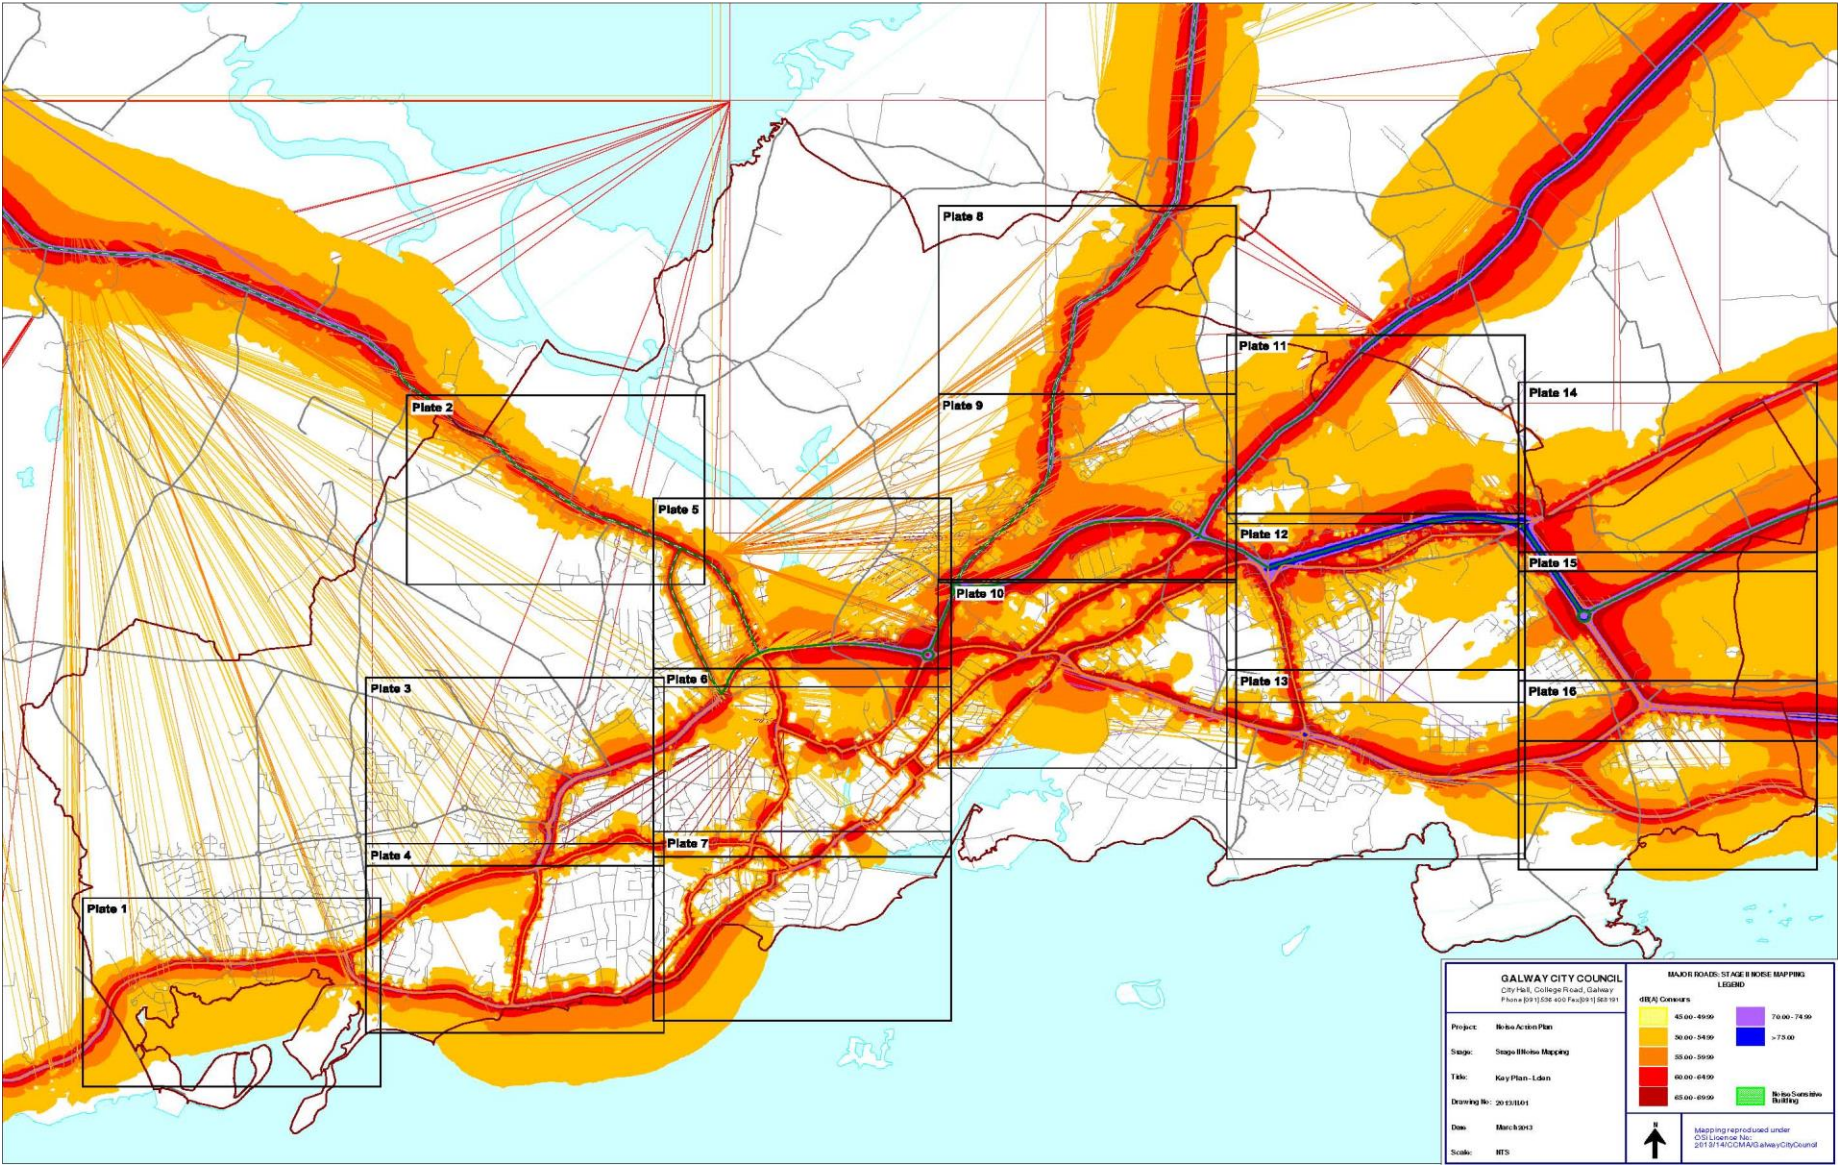 Plate 8
Plate 11
Plate 14
Plate 2
Plate 9
Plate 5
Plate 12
Plate 15
Plate 10
Plate 6
Plate 3
Plate 13
Plate 16
Plate 7
Plate 4
Plate 1
GALWAY CITY COUNCIL
City Hall, College Road, Galway
Project: Noise Action Plan
Stage: Stage II Noise Mapping
Title: Key Plan - Lden
Drawing No:
Date: March 2013
Scale: NTS
MAJOR ROADS: STAGE II NOISE MAPPING
LEGEND
dB(A) Contours
45.00 - 49.99
50.00 - 54.99
55.00 - 59.99
60.00 - 64.99
65.00 - 69.99
70.00 - 74.99
> 75.00
Noise Sensitive
Building
N
Mapping reproduced under
OSi Licence No:
2013/14/CCMA/GalwayCityCouncil